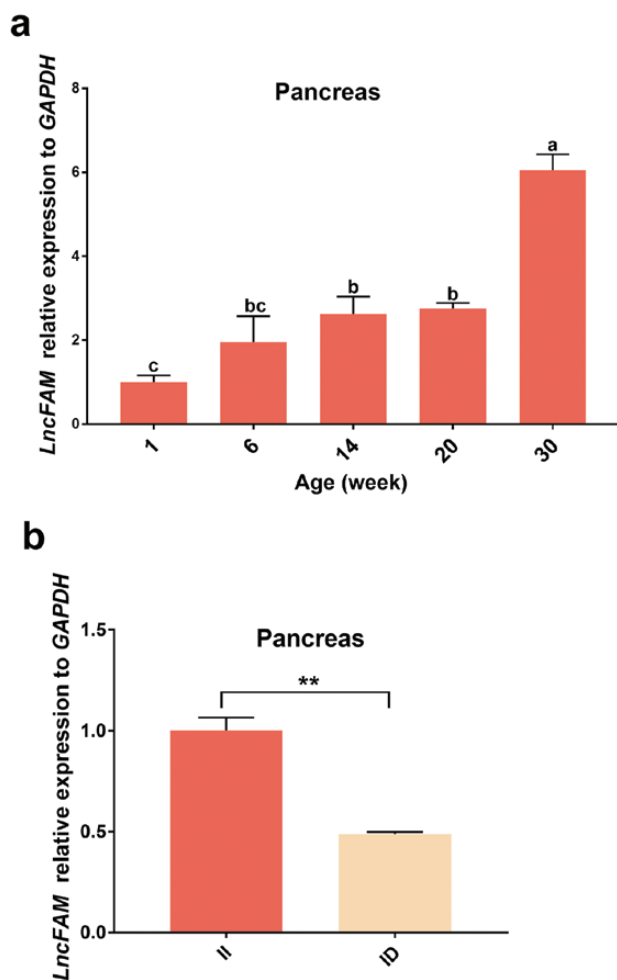 a
Pancreas
LncFAM relative expression to GAPDH
8
6
4
2
0
c
bc
b
b
a
1
6
14
20
30
Age (week)
b
Pancreas
LncFAM relative expression to GAPDH
1.5
1.0
0.5
0.0
**
II
ID